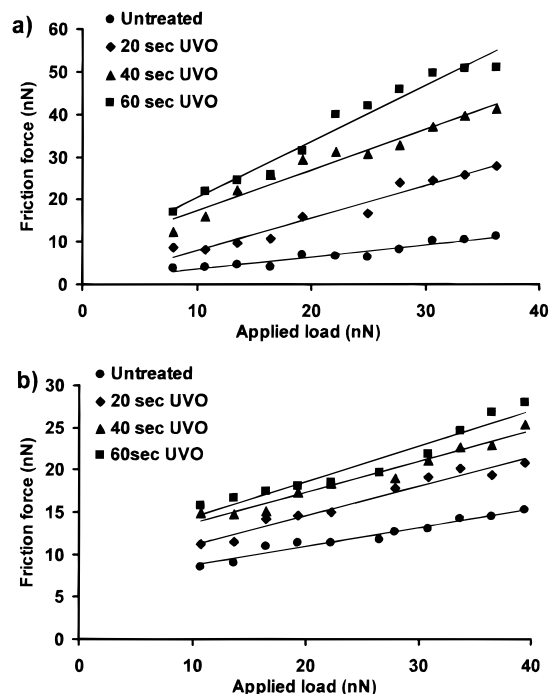 a)
Untreated
20 sec UVO
40 sec UVO
60 sec UVO
Friction force (nN)
60
50
40
30
20
10
0
0 10 20 30 40
Applied load (nN)
b)
Untreated
20 sec UVO
40 sec UVO
60sec UVO
Friction force (nN)
30
25
20
15
10
5
0
0 10 20 30 40
Applied load (nN)